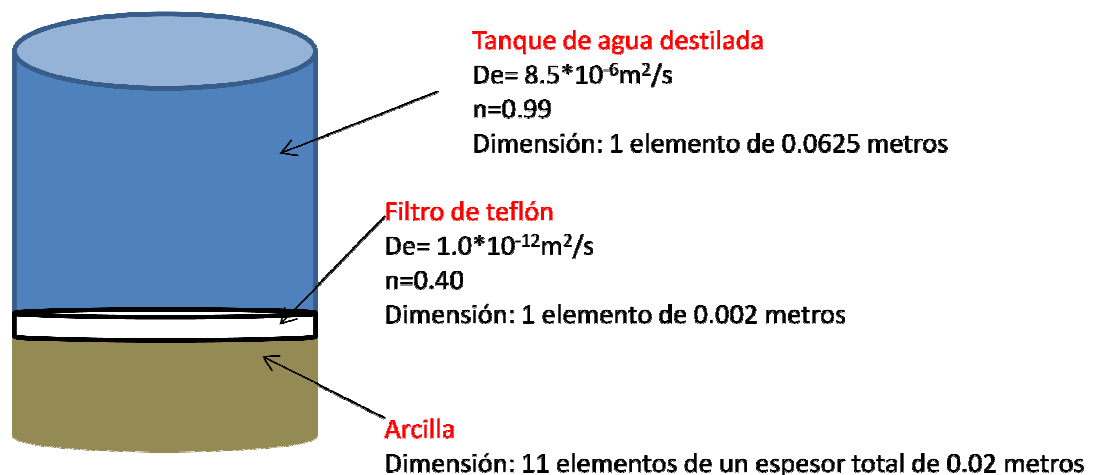 Tanque de agua destilada
De= 8.5*10⁻⁶m²/s
n=0.99
Dimensión: 1 elemento de 0.0625 metros
Filtro de teflón
De= 1.0*10⁻¹²m²/s
n=0.40
Dimensión: 1 elemento de 0.002 metros
Arcilla
Dimensión: 11 elementos de un espesor total de 0.02 metros